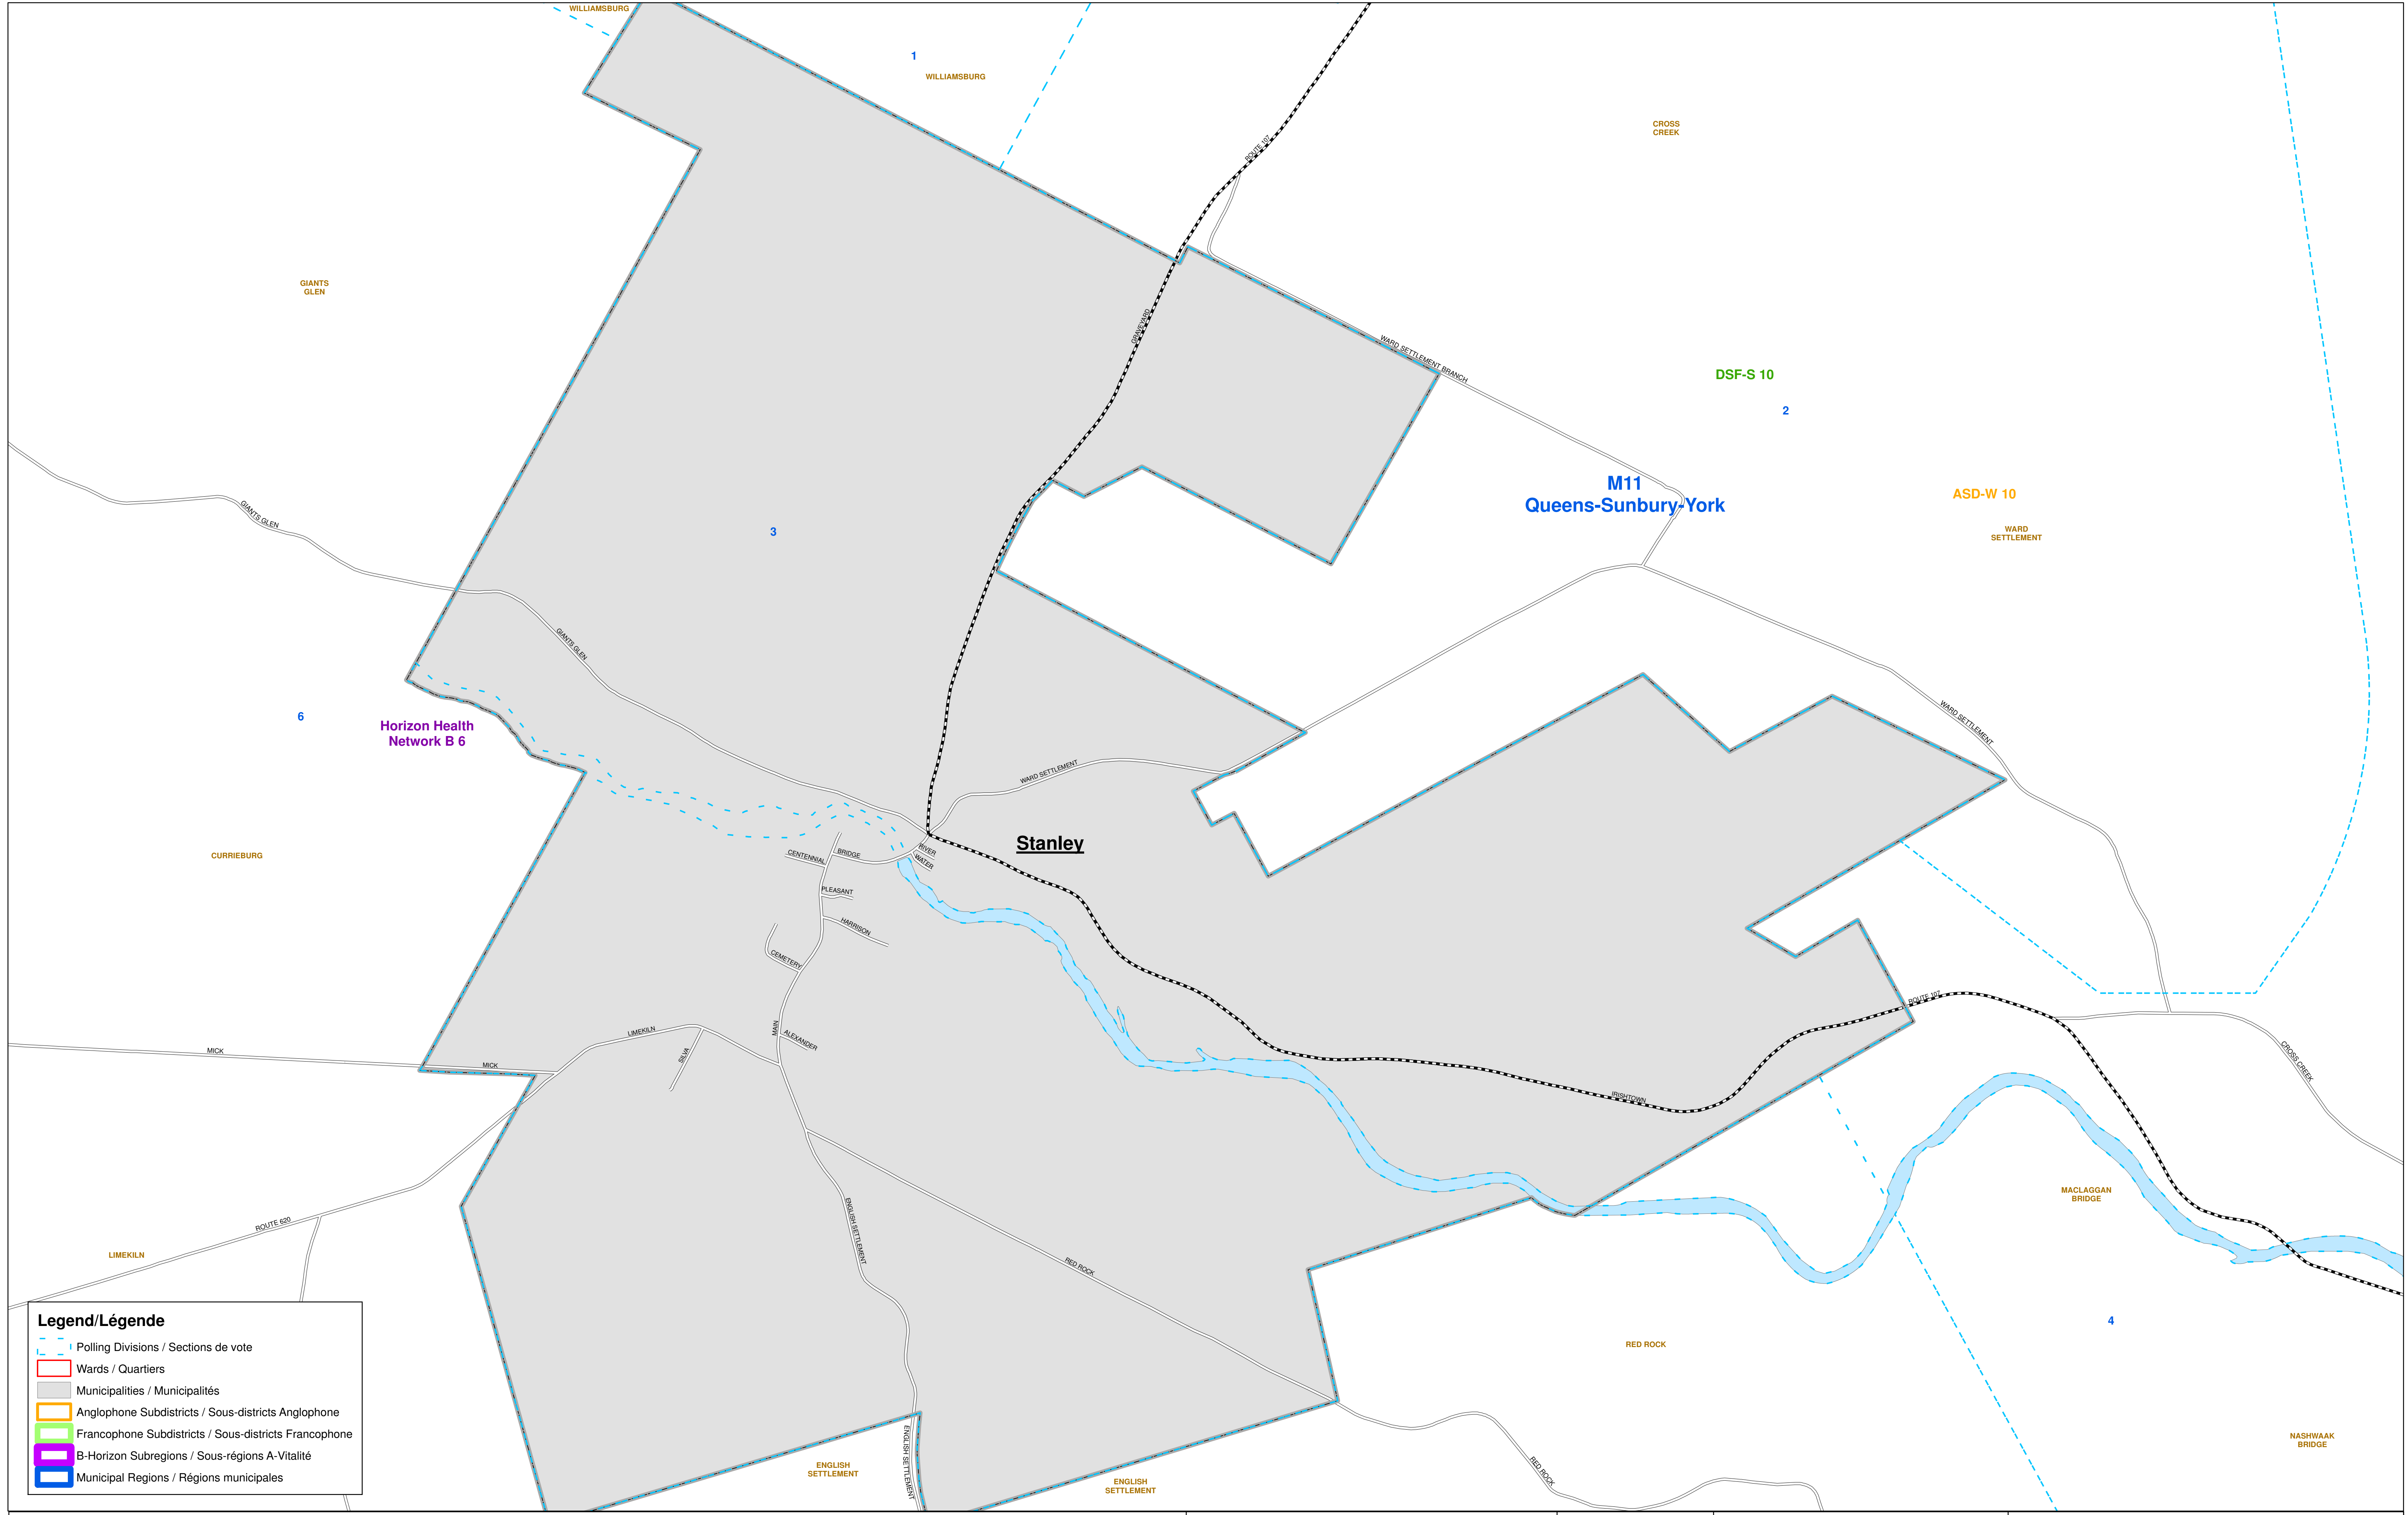 WILLIAMSBURG
1
WILLIAMSBURG
CROSS
CREEK
ROUTE 107
GIANTS
GLEN
GRAVEYARD
WARD SETTLEMENT BRANCH
DSF-S 10
2
M11
Queens-Sunbury-York
ASD-W 10
WARD
SETTLEMENT
GIANTS GLEN
3
GIANTS GLEN
6
Horizon Health
Network B 6
WARD SETTLEMENT
WARD SETTLEMENT
Stanley
CURRIEBURG
CENTENNIAL
BRIDGE
RIVER
WATER
PLEASANT
HARRISON
CEMETERY
ROUTE 107
MAIN
ALEXANDER
LIMEKILN
SILVA
MICK
MICK
CROSS CREEK
IRISHTOWN
MACLAGGAN
BRIDGE
ROUTE 620
ENGLISH SETTLEMENT
LIMEKILN
RED ROCK
4
RED ROCK
NASHWAAK
BRIDGE
ENGLISH SETTLEMENT
ENGLISH
SETTLEMENT
ENGLISH
SETTLEMENT
RED ROCK
Legend/Légende
Polling Divisions / Sections de vote
Wards / Quartiers
Municipalities / Municipalités
Anglophone Subdistricts / Sous-districts Anglophone
Francophone Subdistricts / Sous-districts Francophone
B-Horizon Subregions / Sous-régions A-Vitalité
Municipal Regions / Régions municipales